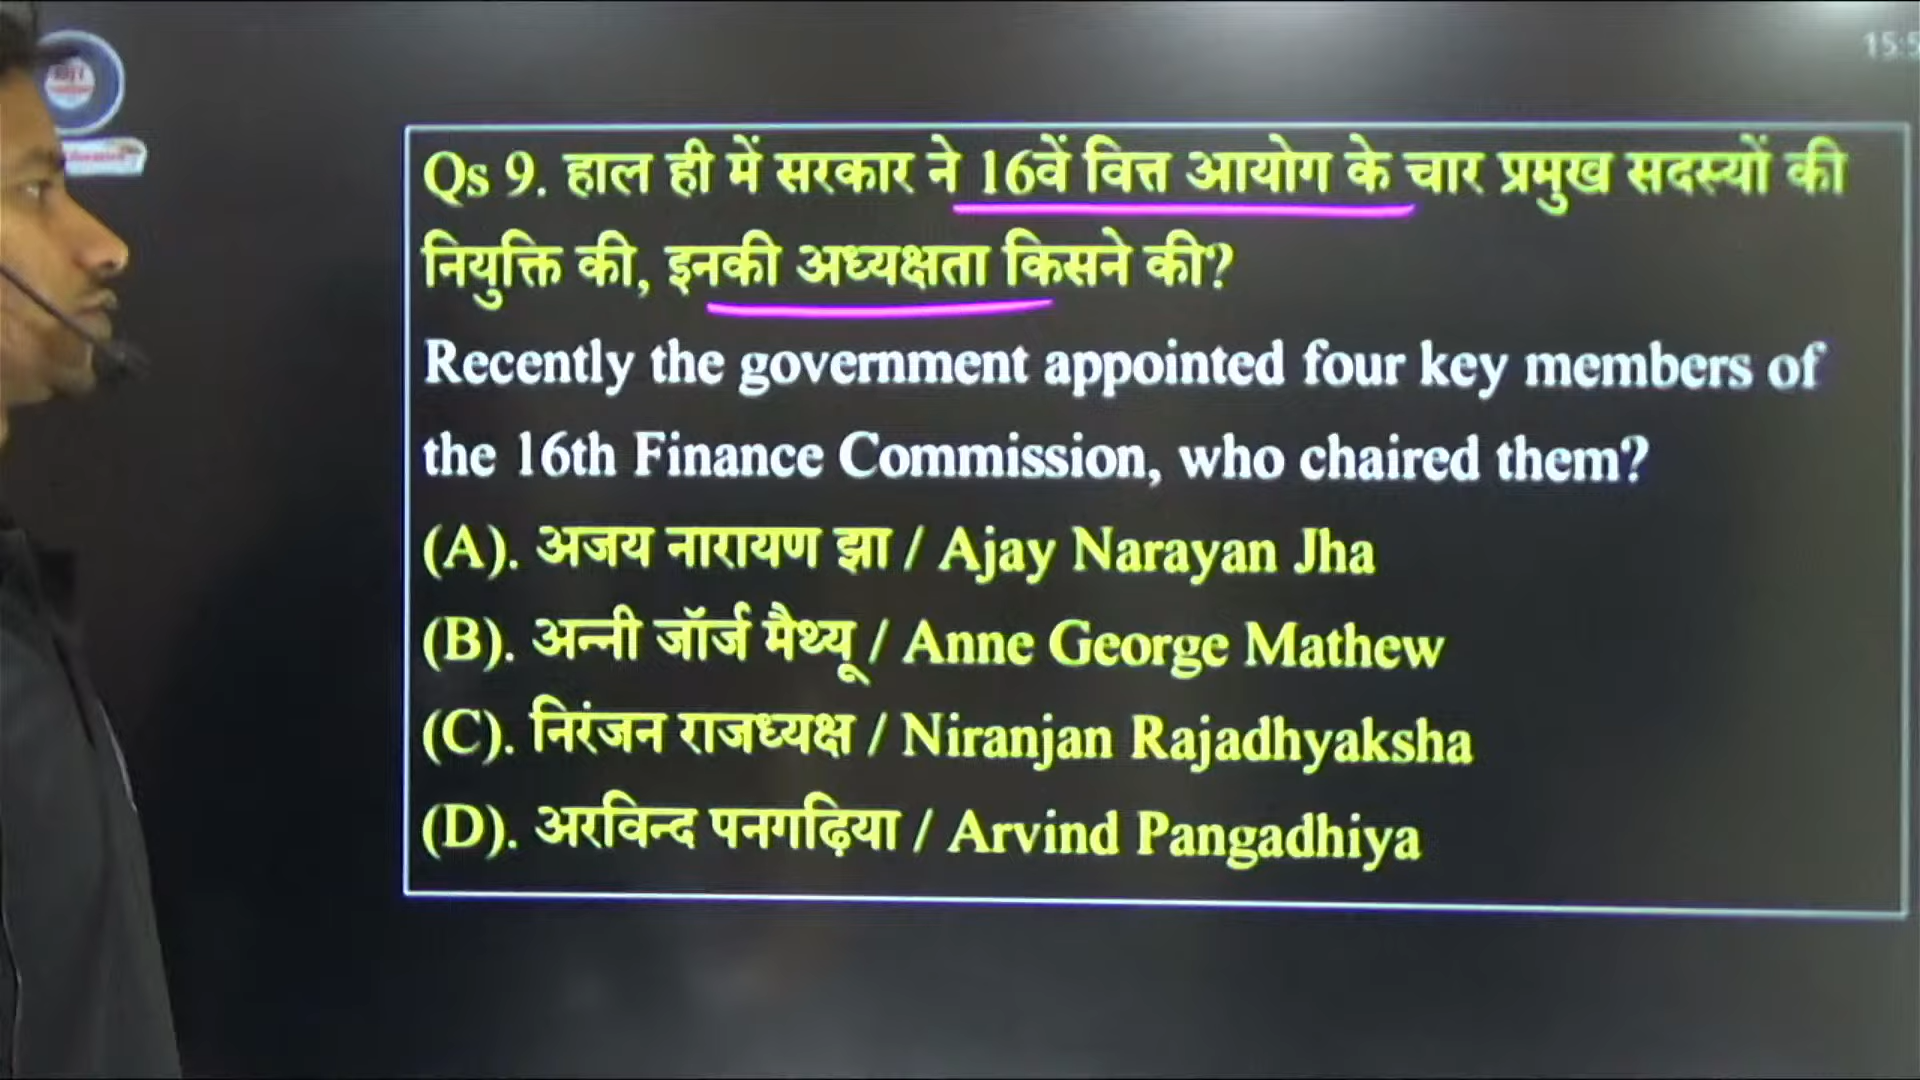 15:5
Qs 9. हाल ही में सरकार ने 16वें वित्त आयोग के चार प्रमुख सदस्यों की
नियुक्ति की, इनकी अध्यक्षता किसने की?
Recently the government appointed four key members of
the 16th Finance Commission, who chaired them?
(A). अजय नारायण झा / Ajay Narayan Jha
(B). अन्नी जॉर्ज मैथ्यू / Anne George Mathew
(C). निरंजन राजध्यक्ष / Niranjan Rajadhyaksha
(D). अरविन्द पनगढ़िया / Arvind Pangadhiya